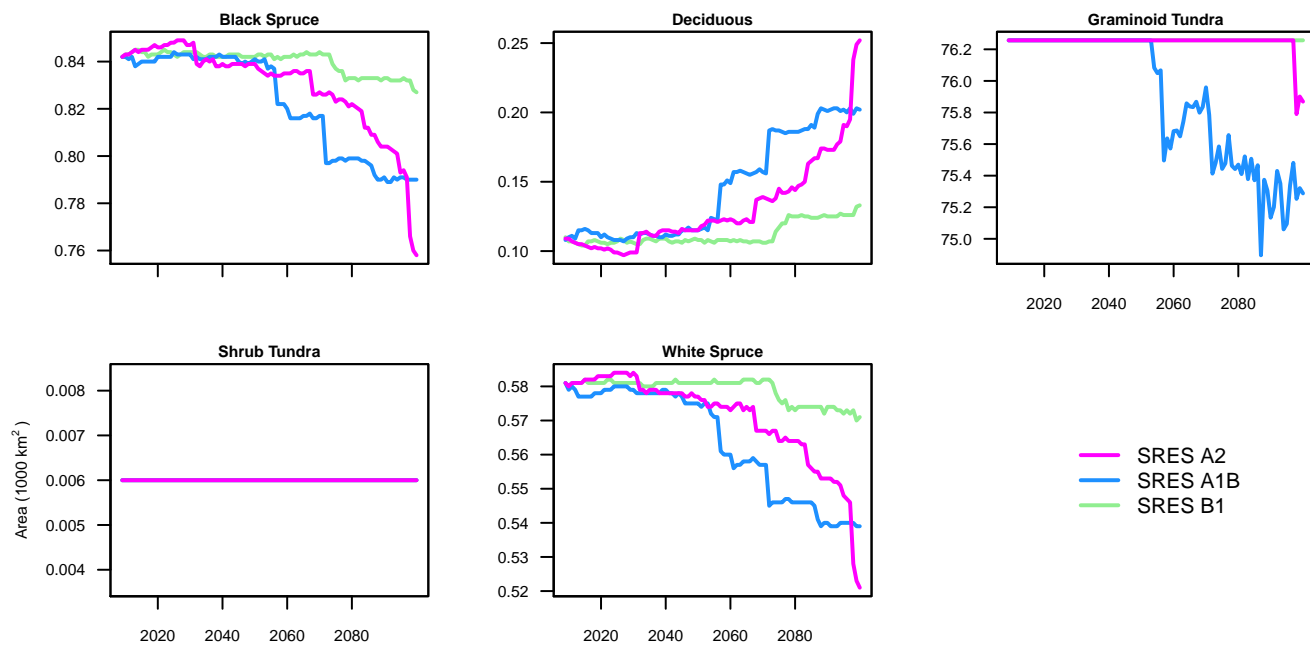 Black Spruce
0.84
0.82
0.80
0.78
0.76
Deciduous
0.25
0.20
0.15
0.10
Graminoid Tundra
76.2
76.0
75.8
75.6
75.4
75.2
75.0
2020 2040 2060 2080
Shrub Tundra
Area (1000 km²)
0.008
0.007
0.006
0.005
0.004
2020 2040 2060 2080
White Spruce
0.58
0.57
0.56
0.55
0.54
0.53
0.52
2020 2040 2060 2080
SRES A2
SRES A1B
SRES B1